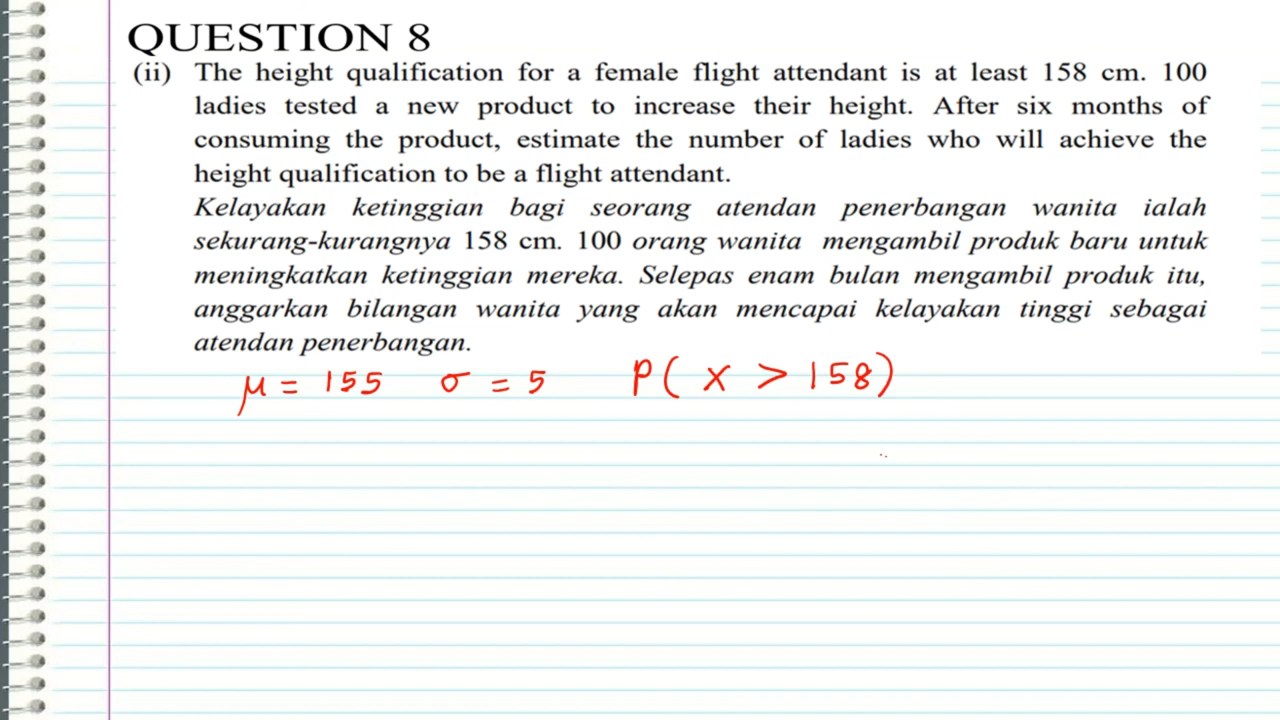 QUESTION 8
(ii) The height qualification for a female flight attendant is at least 158 cm. 100
ladies tested a new product to increase their height. After six months of
consuming the product, estimate the number of ladies who will achieve the
height qualification to be a flight attendant.
Kelayakan ketinggian bagi seorang atendan penerbangan wanita ialah
sekurang-kurangnya 158 cm. 100 orang wanita mengambil produk baru untuk
meningkatkan ketinggian mereka. Selepas enam bulan mengambil produk itu,
anggarkan bilangan wanita yang akan mencapai kelayakan tinggi sebagai
atendan penerbangan.
μ = 155 σ = 5 P( X > 158)